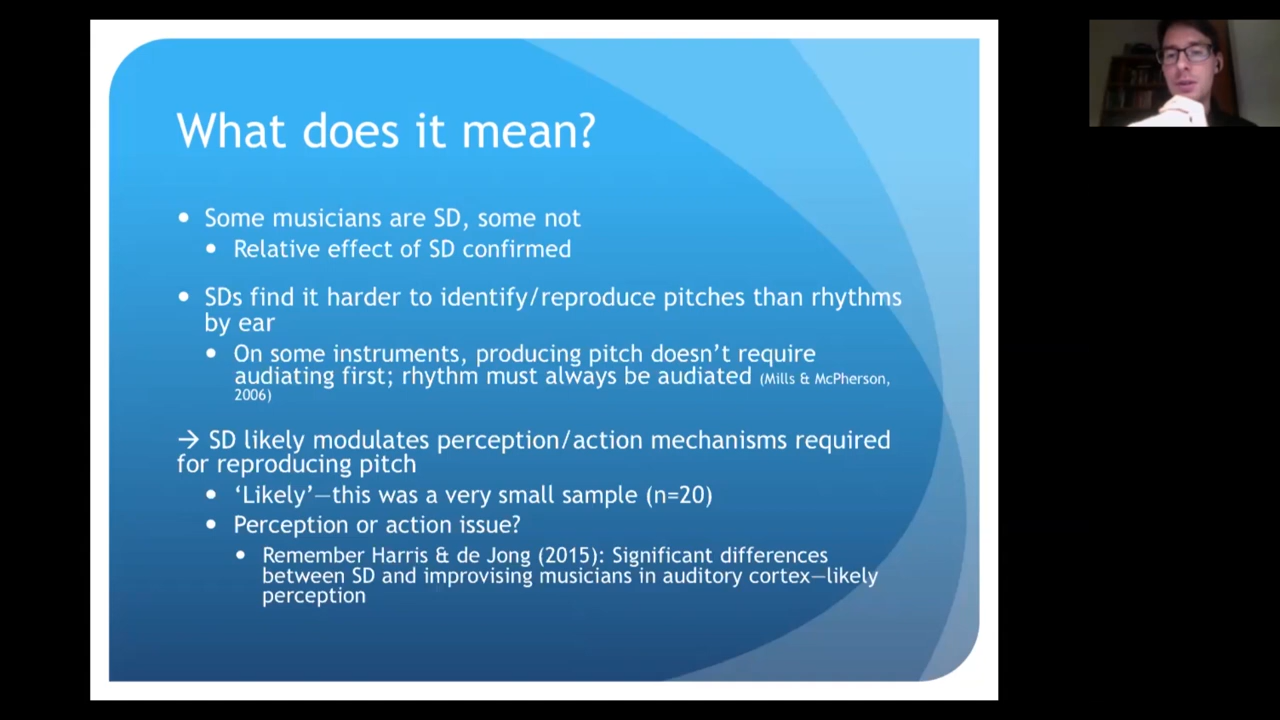 What does it mean?
• Some musicians are SD, some not
• Relative effect of SD confirmed
• SDs find it harder to identify/reproduce pitches than rhythms
by ear
• On some instruments, producing pitch doesn’t require
audiating first; rhythm must always be audiated (Mills & McPherson,
2006)
→ SD likely modulates perception/action mechanisms required
for reproducing pitch
• ‘Likely’—this was a very small sample (n=20)
• Perception or action issue?
• Remember Harris & de Jong (2015): Significant differences
between SD and improvising musicians in auditory cortex—likely
perception